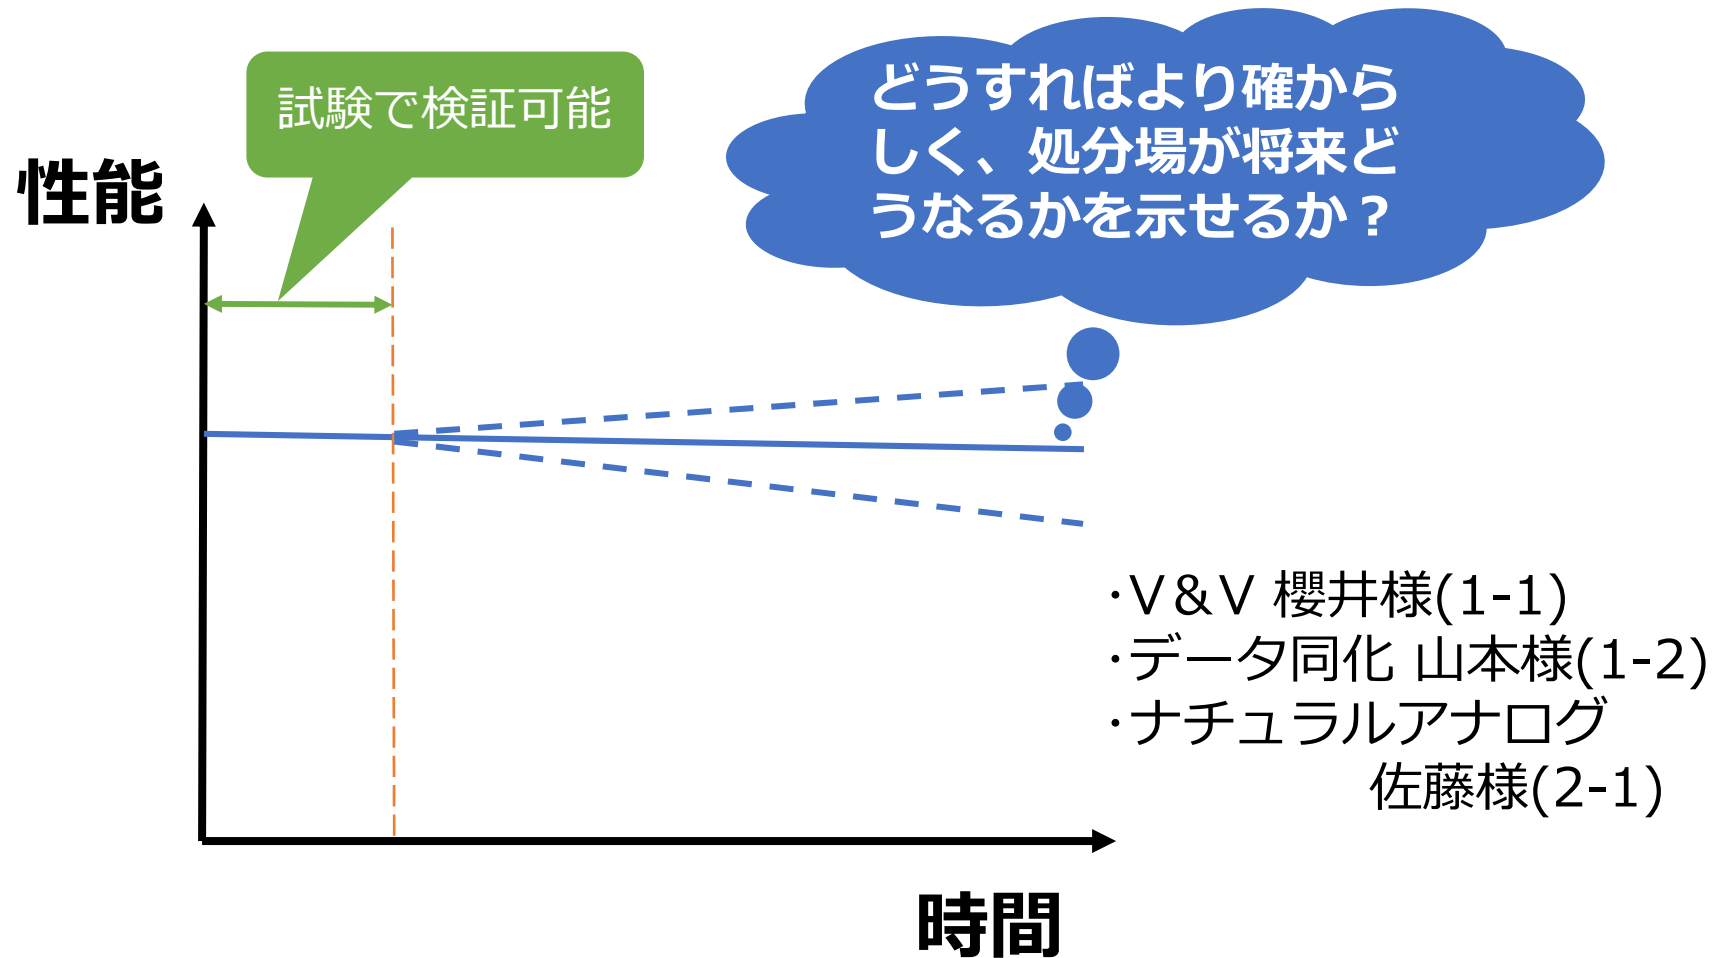 試験で検証可能
どうすればより確から
しく、処分場が将来ど
うなるかを示せるか？
性能
・V&V 櫻井様(1-1)
・データ同化 山本様(1-2)
・ナチュラルアナログ
佐藤様(2-1)
時間